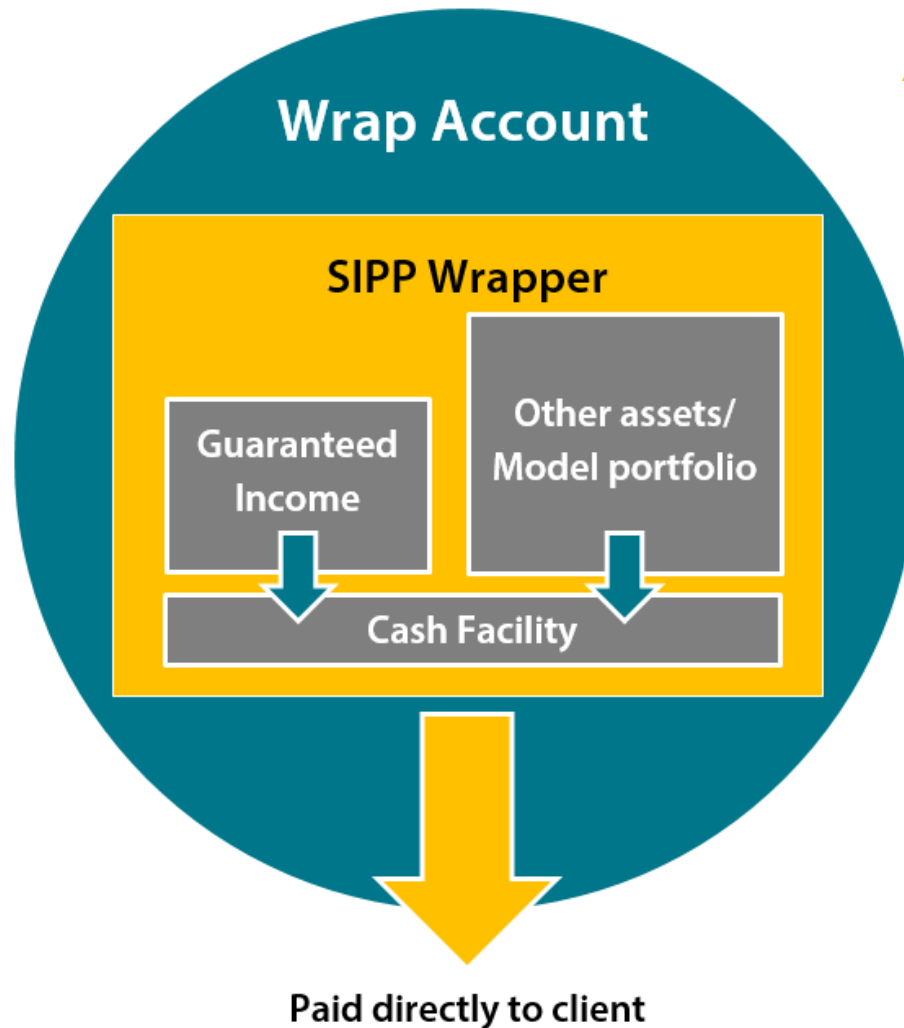 Wrap Account
SIPP Wrapper
Guaranteed
Income
Other assets/
Model portfolio
Cash Facility
Paid directly to client